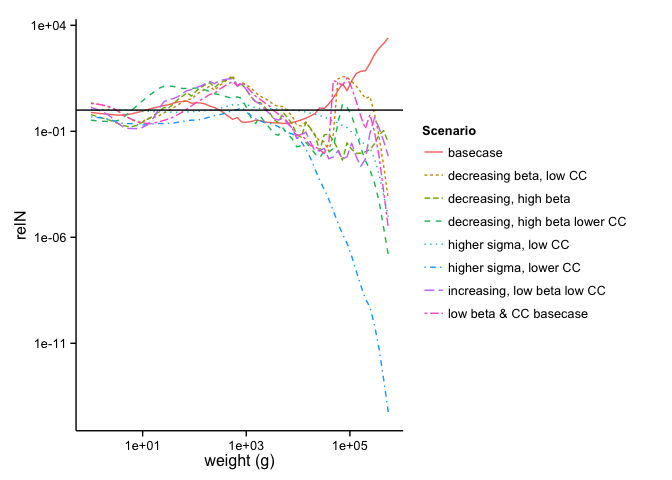 1e+04
1e-01
1e-06
1e-11
relN
1e+01
1e+03
1e+05
weight (g)
Scenario
basecase
decreasing beta, low CC
decreasing, high beta
decreasing, high beta lower CC
higher sigma, low CC
higher sigma, lower CC
increasing, low beta low CC
low beta & CC basecase